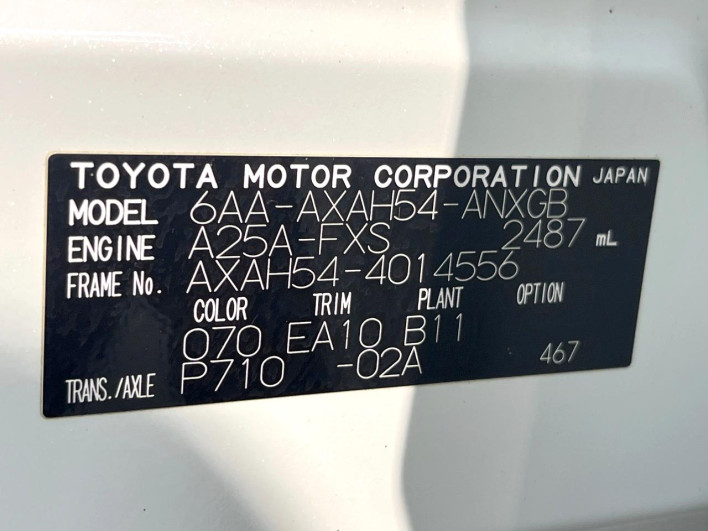 TOYOTA MOTOR CORPORATION JAPAN
MODEL 6AA-AXAH54-ANXGB
ENGINE A25A-FXS 2487 mL
FRAME No. AXAH54-4014556
COLOR TRIM PLANT OPTION
070 EA10 B11
TRANS./AXLE P710 -02A 467